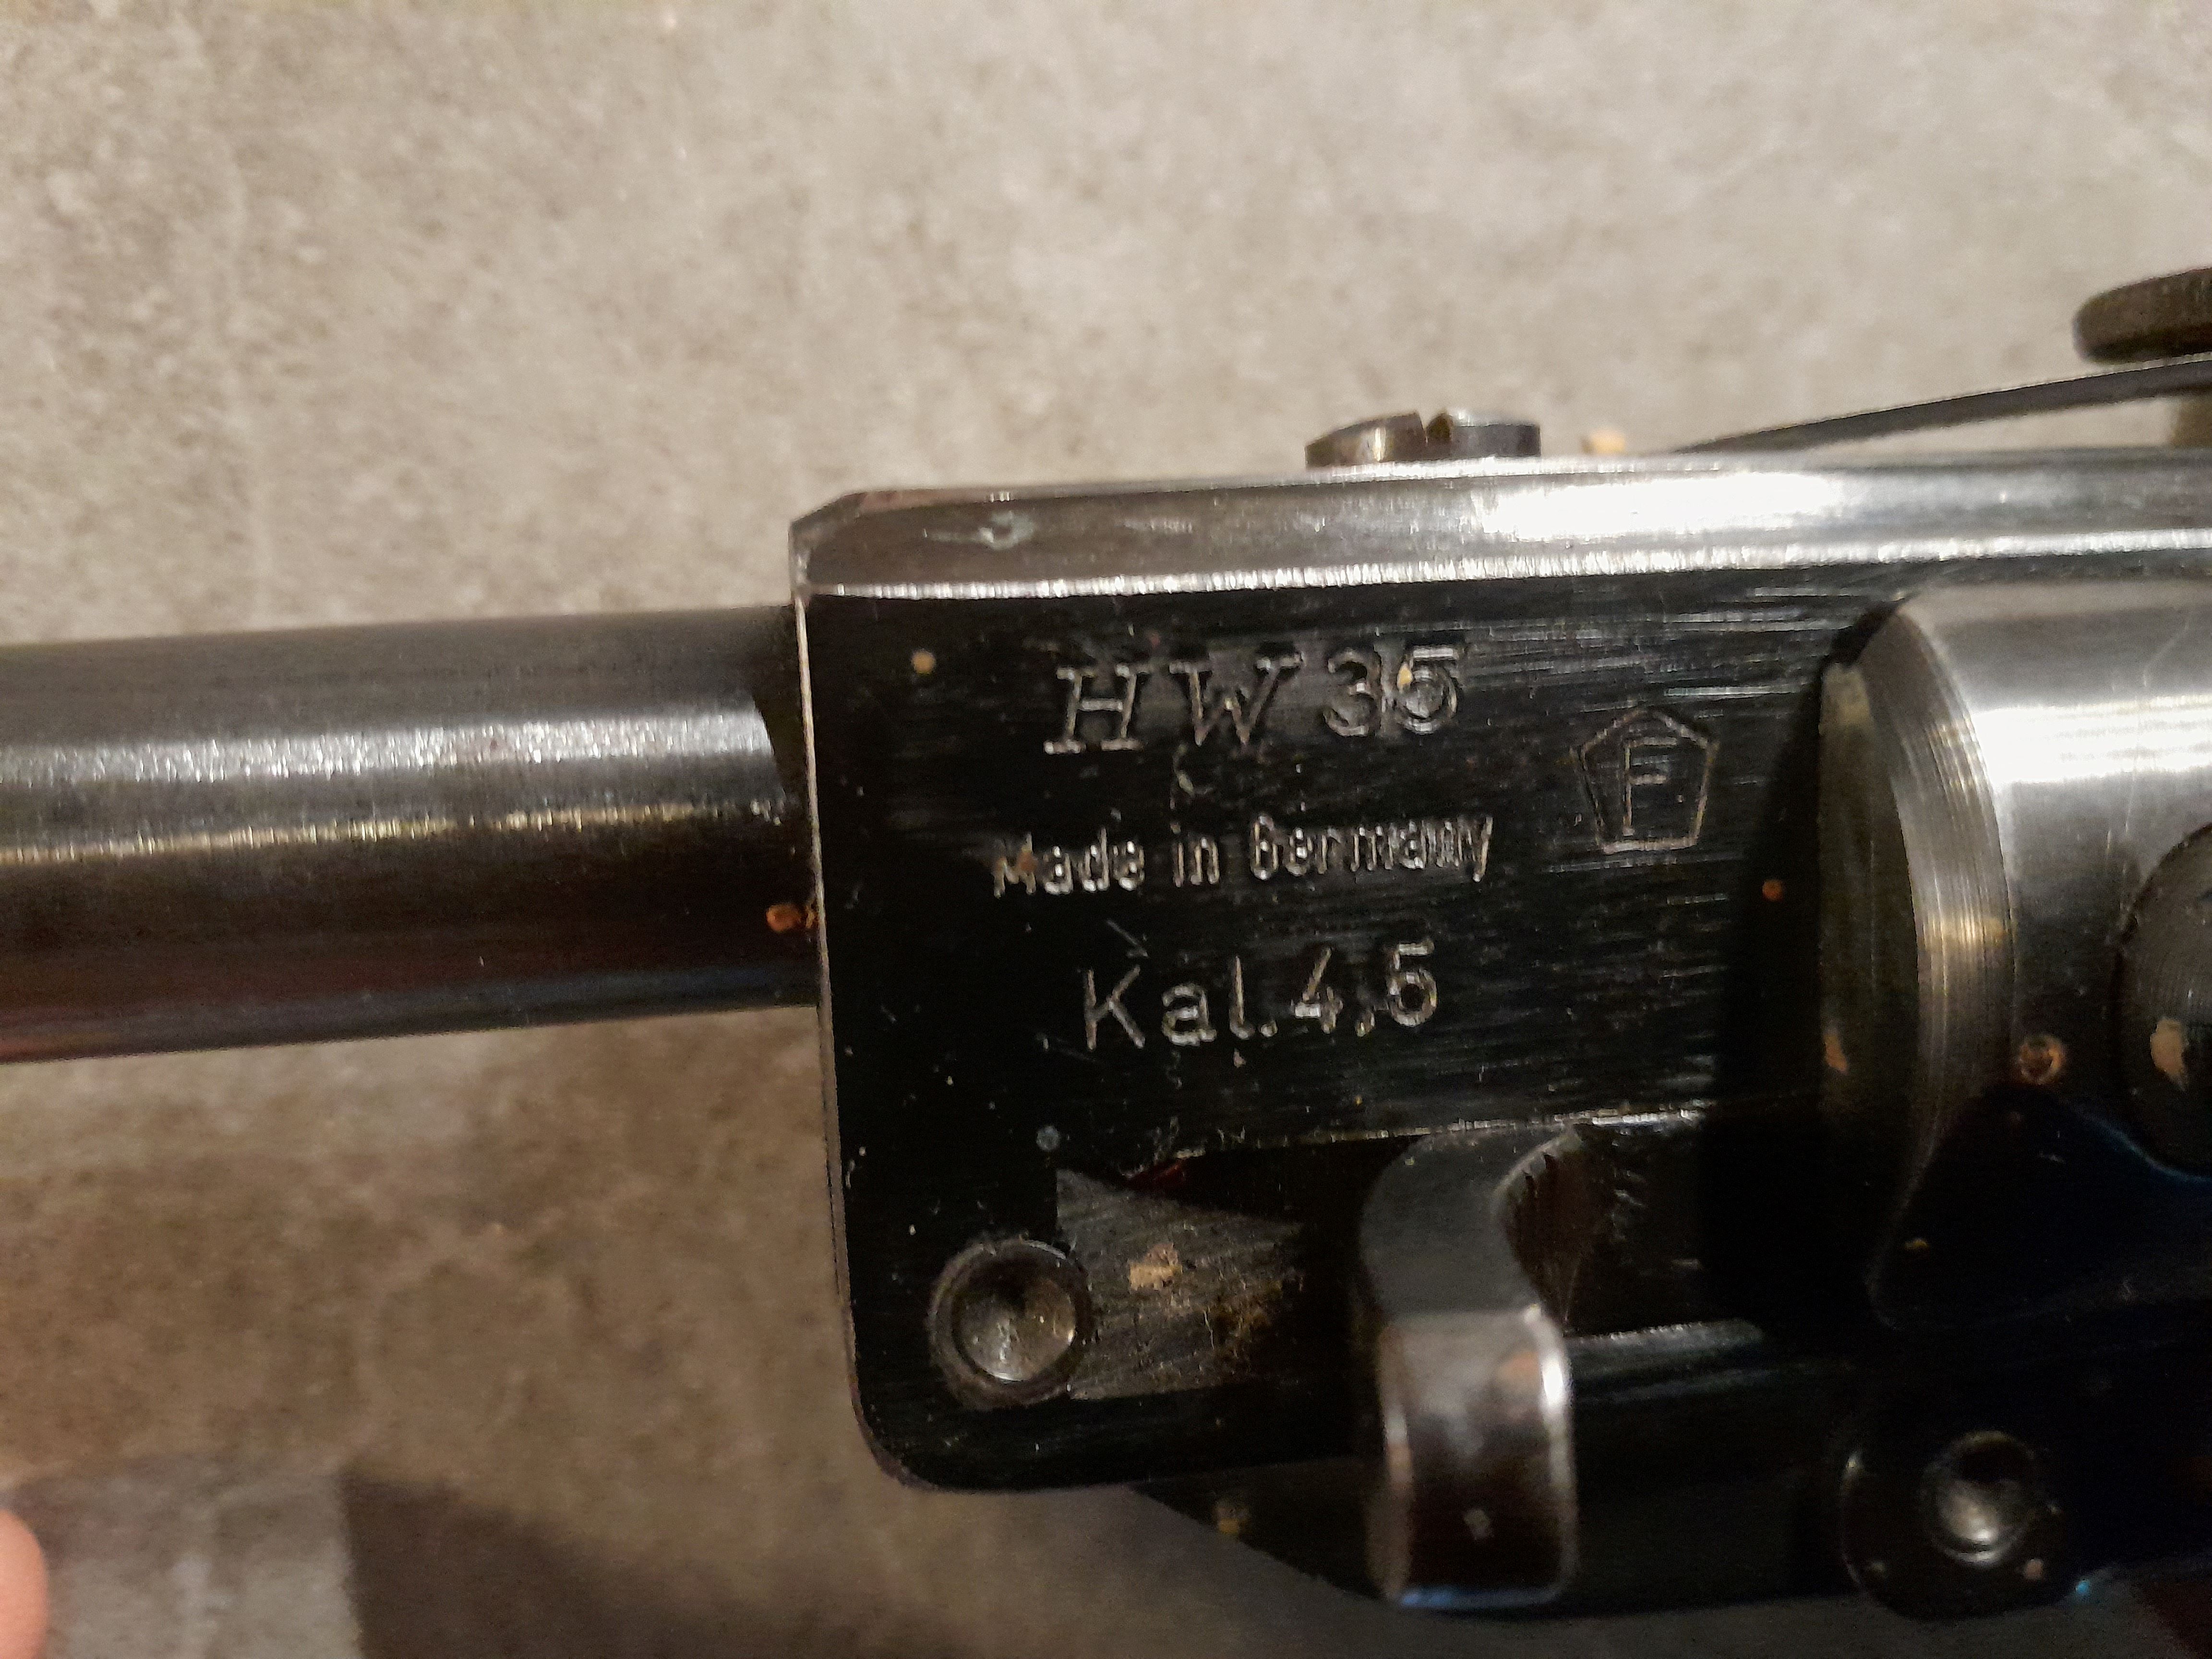 HW 35
F
Made in Germany
Kal. 4,5